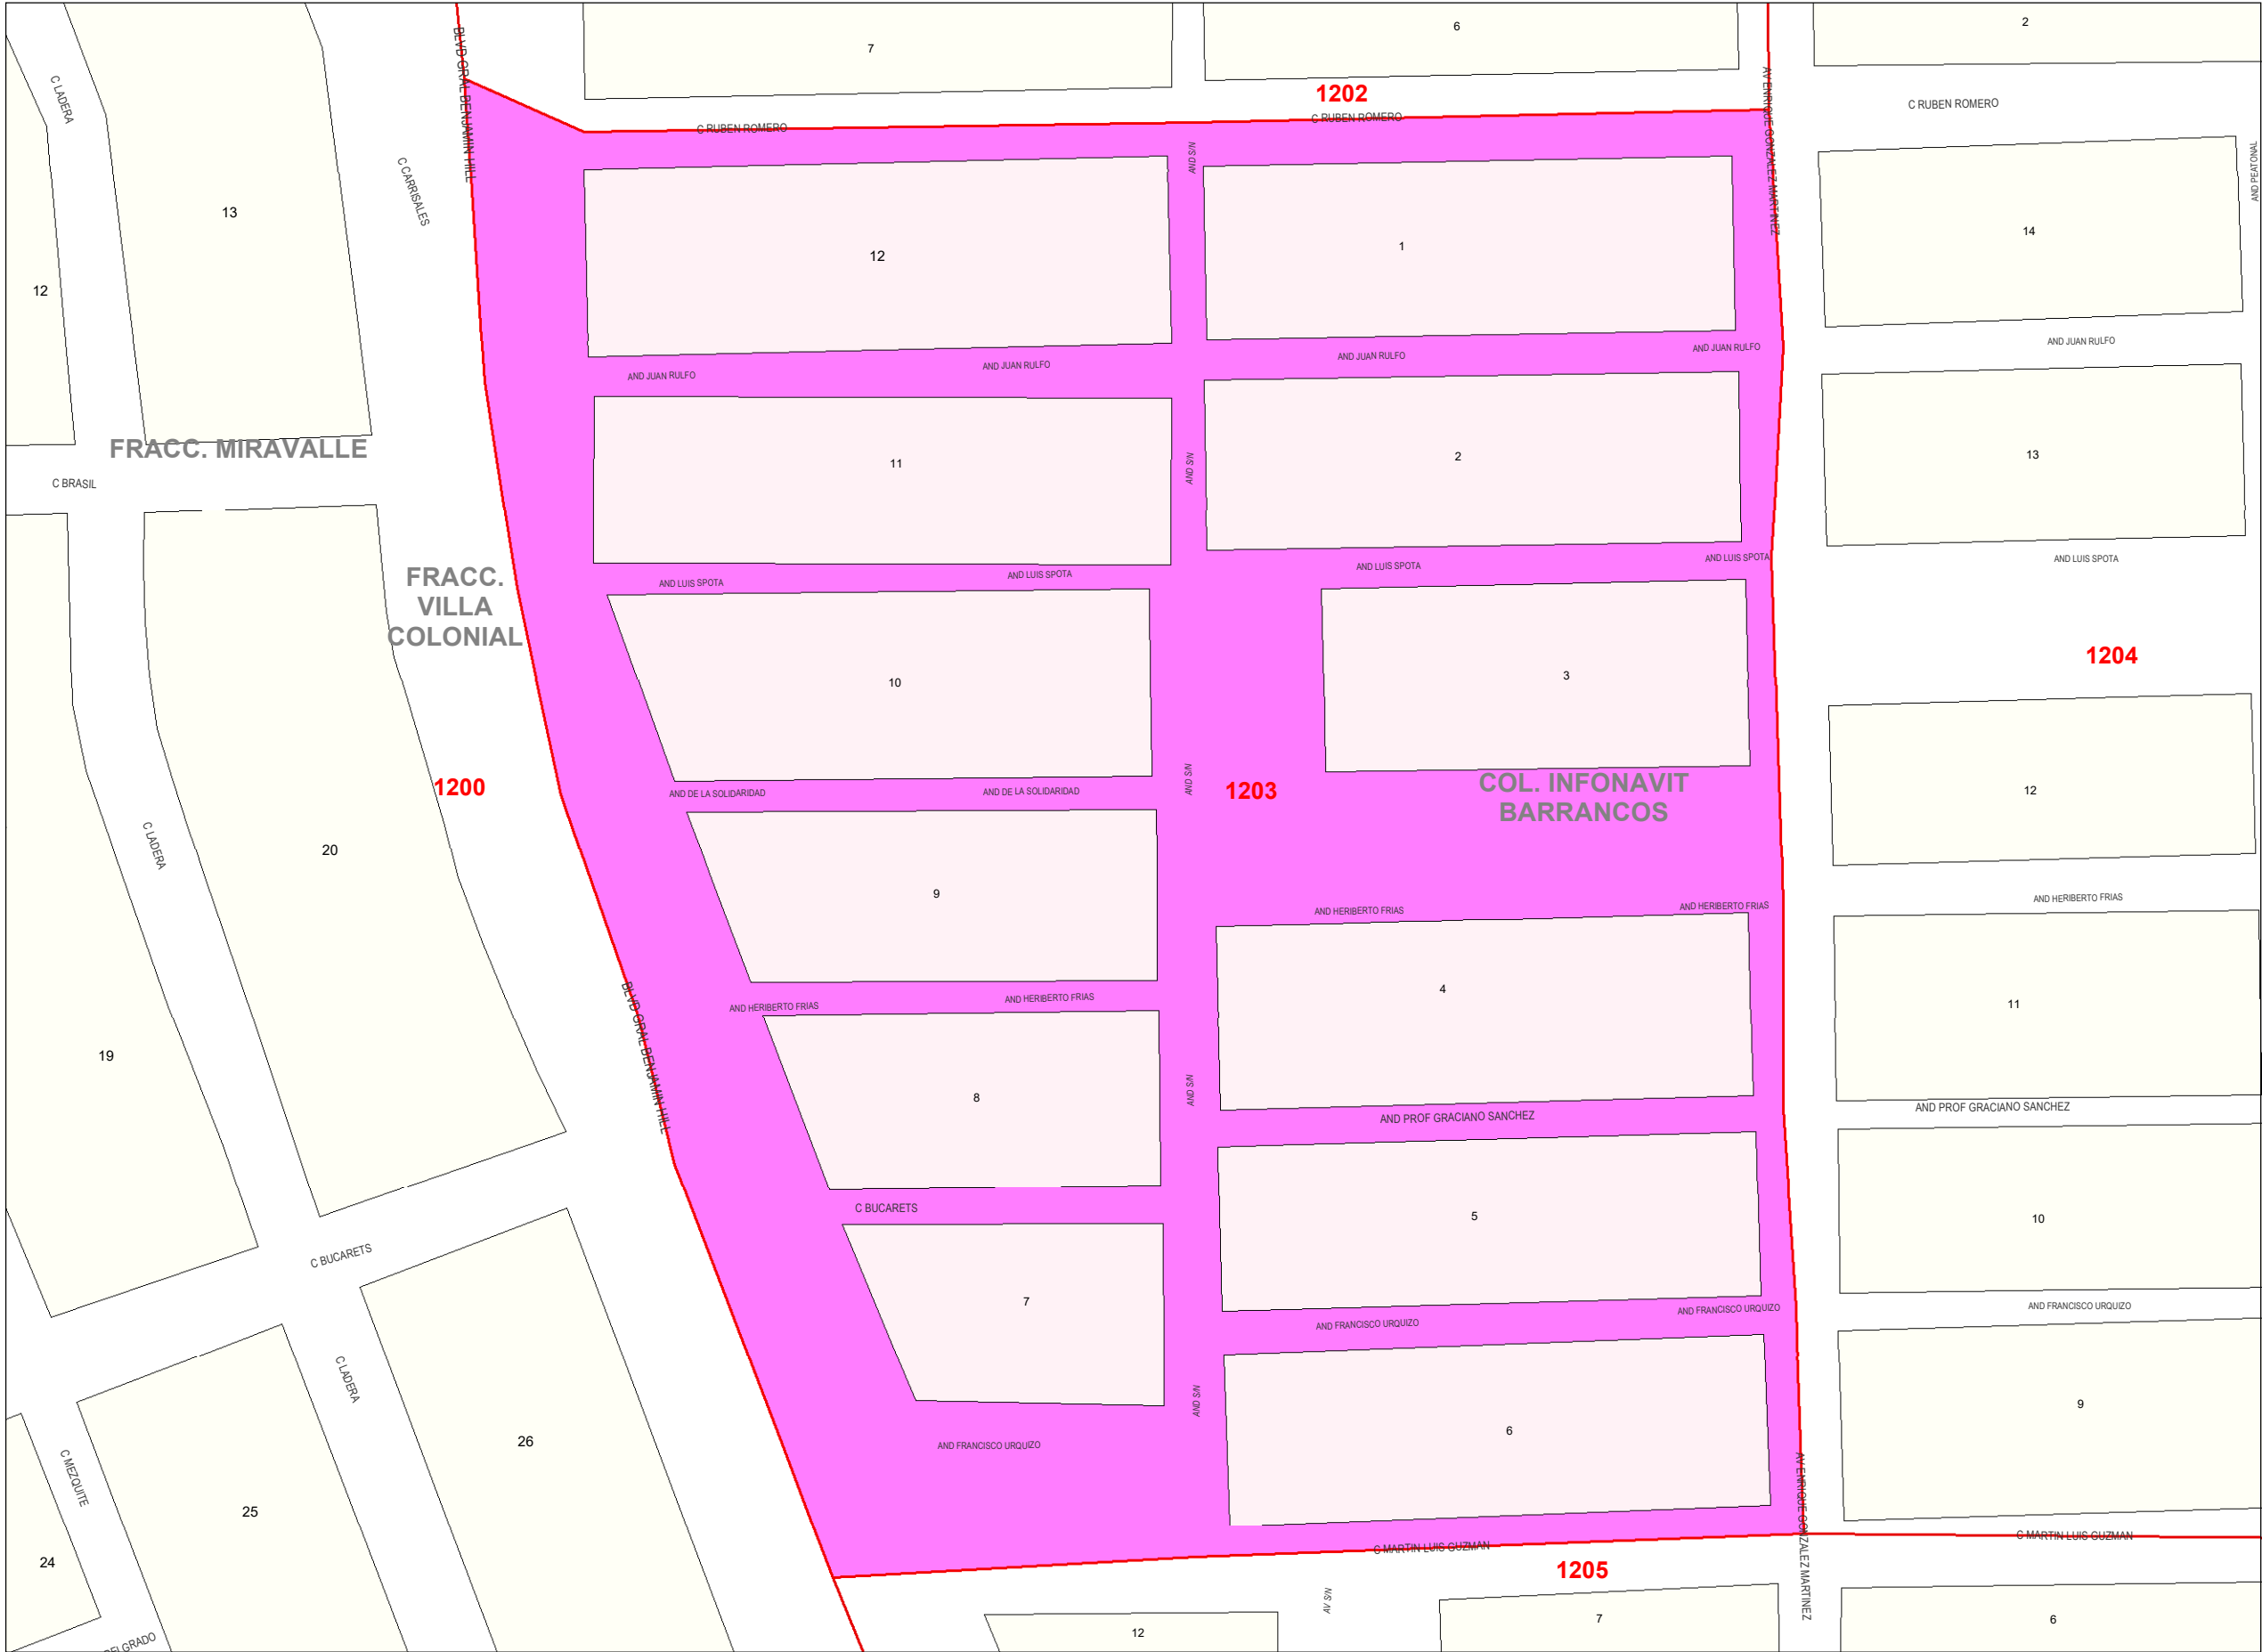 7
6
2
BLVD GRAL BENJAMIN HILL
1202
C LADERA
C RUBEN ROMERO
C RUBEN ROMERO
AV ENRIQUE GONZALEZ MARTINEZ
C RUBEN ROMERO
AND PEATONAL
C CARRISALES
AND S/N
13
12
1
14
12
AND JUAN RULFO
AND JUAN RULFO
AND JUAN RULFO
AND JUAN RULFO
AND JUAN RULFO
FRACC. MIRAVALLE
11
AND S/N
2
13
C BRASIL
FRACC.
VILLA
COLONIAL
AND LUIS SPOTA
AND LUIS SPOTA
AND LUIS SPOTA
AND LUIS SPOTA
AND LUIS SPOTA
10
3
1204
1200
AND DE LA SOLIDARIDAD
AND DE LA SOLIDARIDAD
AND S/N
1203
COL. INFONAVIT
BARRANCOS
12
C LADERA
20
9
AND HERIBERTO FRIAS
AND HERIBERTO FRIAS
AND HERIBERTO FRIAS
BLVD GRAL BENJAMIN HILL
AND HERIBERTO FRIAS
AND HERIBERTO FRIAS
4
11
19
8
AND S/N
AND PROF GRACIANO SANCHEZ
AND PROF GRACIANO SANCHEZ
C BUCARETS
5
10
C BUCARETS
7
AND FRANCISCO URQUIZO
AND FRANCISCO URQUIZO
AND FRANCISCO URQUIZO
C LADERA
AND S/N
9
26
AND FRANCISCO URQUIZO
6
C MEZQUITE
25
AV ENRIQUE GONZALEZ MARTINEZ
24
C MARTIN LUIS GUZMAN
C MARTIN LUIS GUZMAN
1205
AV S/N
12
7
6